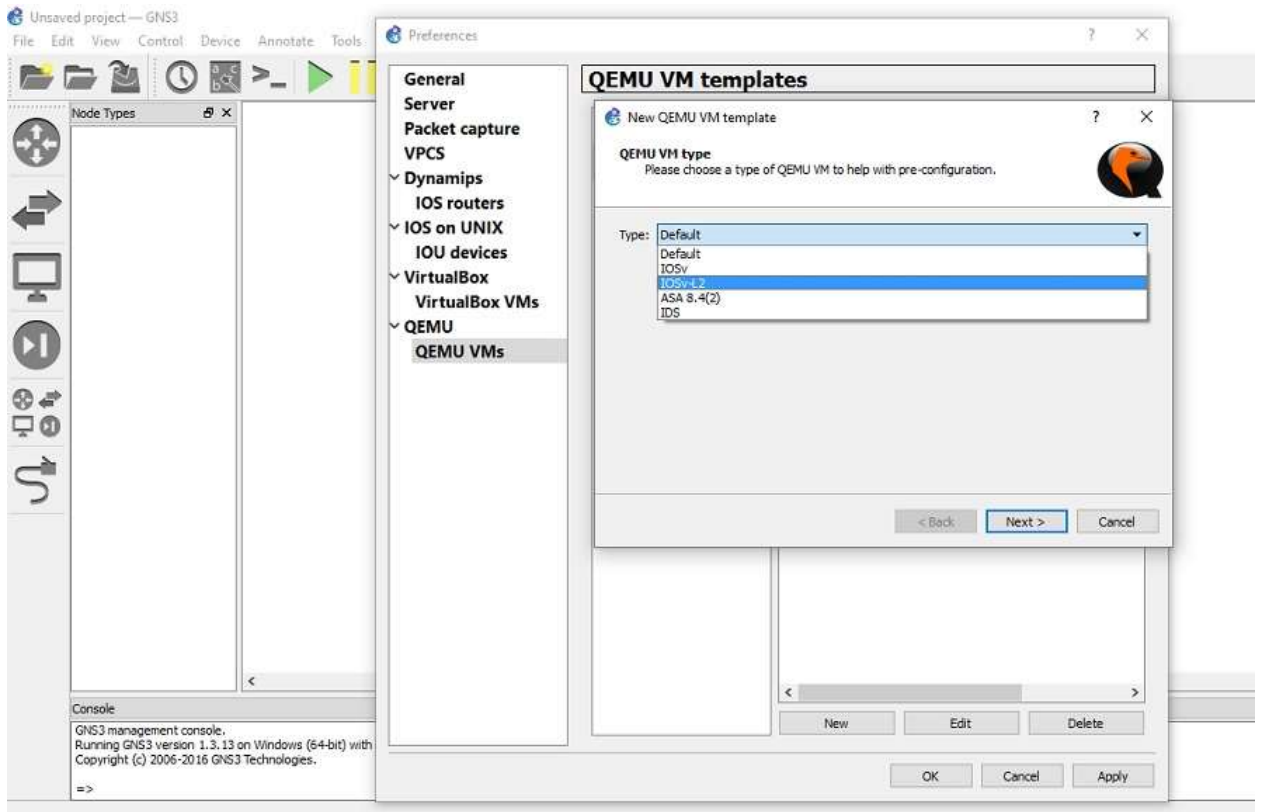 Unsaved project — GNS3
File Edit View Control Device Annotate Tools
Node Types
Console
GNS3 management console.
Running GNS3 version 1.3.13 on Windows (64-bit) with
Copyright (c) 2006-2016 GNS3 Technologies.
=>
Preferences
General
Server
Packet capture
VPCS
Dynamips
IOS routers
IOS on UNIX
IOU devices
VirtualBox
VirtualBox VMs
QEMU
QEMU VMs
QEMU VM templates
New QEMU VM template
QEMU VM type
Please choose a type of QEMU VM to help with pre-configuration.
Type: Default
Default
IOSv
IOSv-L2
ASA 8.4(2)
IDS
< Back Next > Cancel
New Edit Delete
OK Cancel Apply